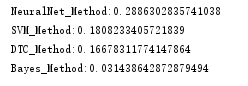 NeuralNet_Method:0.2886302835741038
SVM_Method:0.1808233405721839
DTC_Method:0.16678311774147864
Bayes_Method:0.031438642872879494